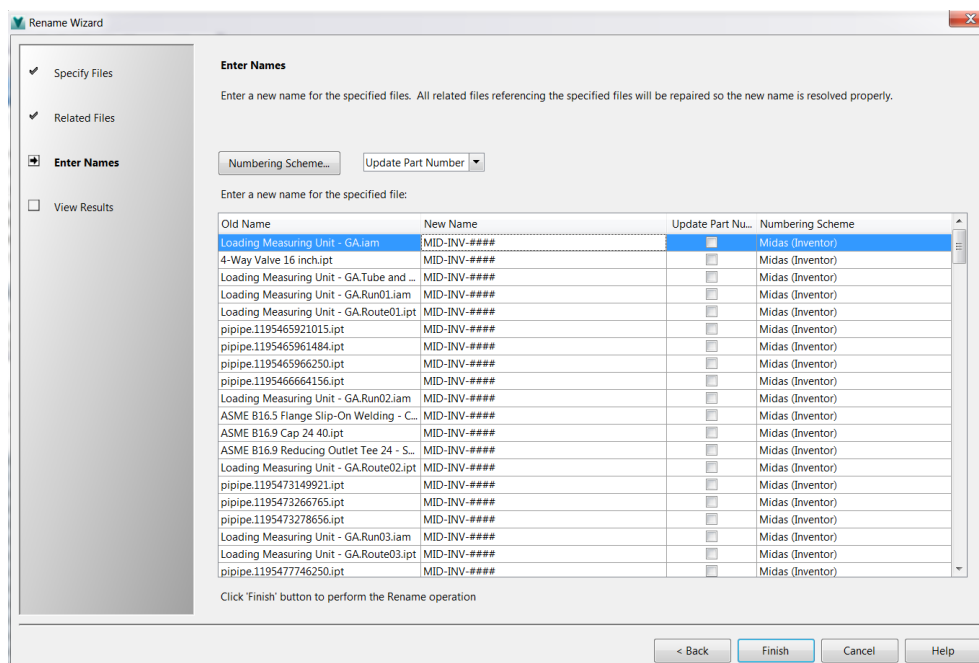 Rename Wizard
Specify Files
Related Files
Enter Names
View Results
Enter Names
Enter a new name for the specified files. All related files referencing the specified files will be repaired so the new name is resolved properly.
Numbering Scheme... Update Part Number
Enter a new name for the specified file:
Old Name New Name Update Part Nu... Numbering Scheme
Loading Measuring Unit - GA.iam MID-INV-#### Midas (Inventor)
4-Way Valve 16 inch.ipt MID-INV-#### Midas (Inventor)
Loading Measuring Unit - GA.Tube and ... MID-INV-#### Midas (Inventor)
Loading Measuring Unit - GA.Run01.iam MID-INV-#### Midas (Inventor)
Loading Measuring Unit - GA.Route01.ipt MID-INV-#### Midas (Inventor)
pipipe.1195465921015.ipt MID-INV-#### Midas (Inventor)
pipipe.1195465961484.ipt MID-INV-#### Midas (Inventor)
pipipe.1195465966250.ipt MID-INV-#### Midas (Inventor)
pipipe.1195466664156.ipt MID-INV-#### Midas (Inventor)
Loading Measuring Unit - GA.Run02.iam MID-INV-#### Midas (Inventor)
ASME B16.5 Flange Slip-On Welding - C... MID-INV-#### Midas (Inventor)
ASME B16.9 Cap 24 40.ipt MID-INV-#### Midas (Inventor)
ASME B16.9 Reducing Outlet Tee 24 - S... MID-INV-#### Midas (Inventor)
Loading Measuring Unit - GA.Route02.ipt MID-INV-#### Midas (Inventor)
pipipe.1195473149921.ipt MID-INV-#### Midas (Inventor)
pipipe.1195473266765.ipt MID-INV-#### Midas (Inventor)
pipipe.1195473278656.ipt MID-INV-#### Midas (Inventor)
Loading Measuring Unit - GA.Run03.iam MID-INV-#### Midas (Inventor)
Loading Measuring Unit - GA.Route03.ipt MID-INV-#### Midas (Inventor)
pipipe.1195477746250.ipt MID-INV-#### Midas (Inventor)
Click 'Finish' button to perform the Rename operation
< Back Finish Cancel Help